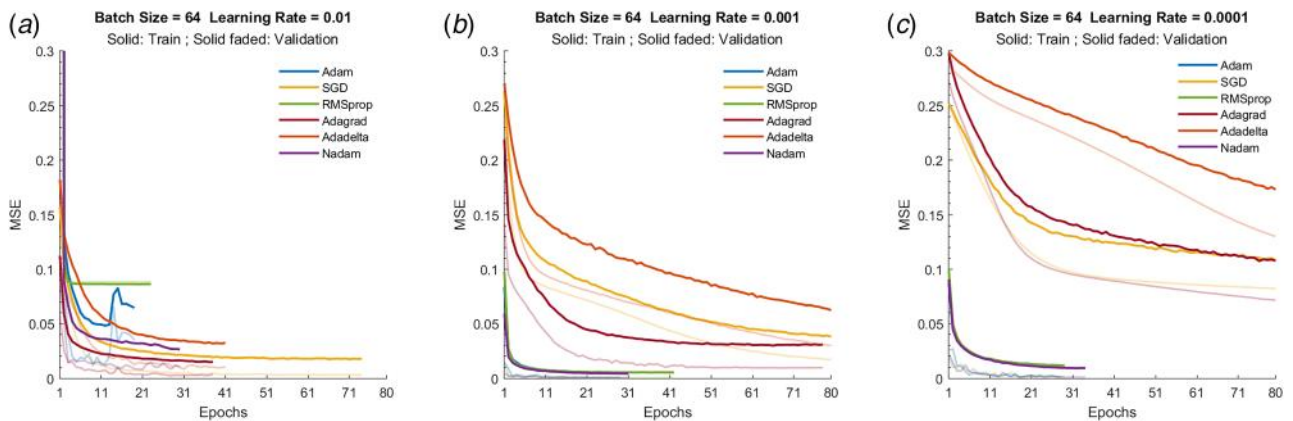 (a)
Batch Size = 64 Learning Rate = 0.01
Solid: Train ; Solid faded: Validation
0.3
0.25
0.2
0.15
0.1
0.05
0
MSE
Adam
SGD
RMSprop
Adagrad
Adadelta
Nadam
1 11 21 31 41 51 61 71 80
Epochs
(b)
Batch Size = 64 Learning Rate = 0.001
Solid: Train ; Solid faded: Validation
0.3
0.25
0.2
0.15
0.1
0.05
0
MSE
Adam
SGD
RMSprop
Adagrad
Adadelta
Nadam
1 11 21 31 41 51 61 71 80
Epochs
(c)
Batch Size = 64 Learning Rate = 0.0001
Solid: Train ; Solid faded: Validation
0.3
0.25
0.2
0.15
0.1
0.05
0
MSE
Adam
SGD
RMSprop
Adagrad
Adadelta
Nadam
1 11 21 31 41 51 61 71 80
Epochs